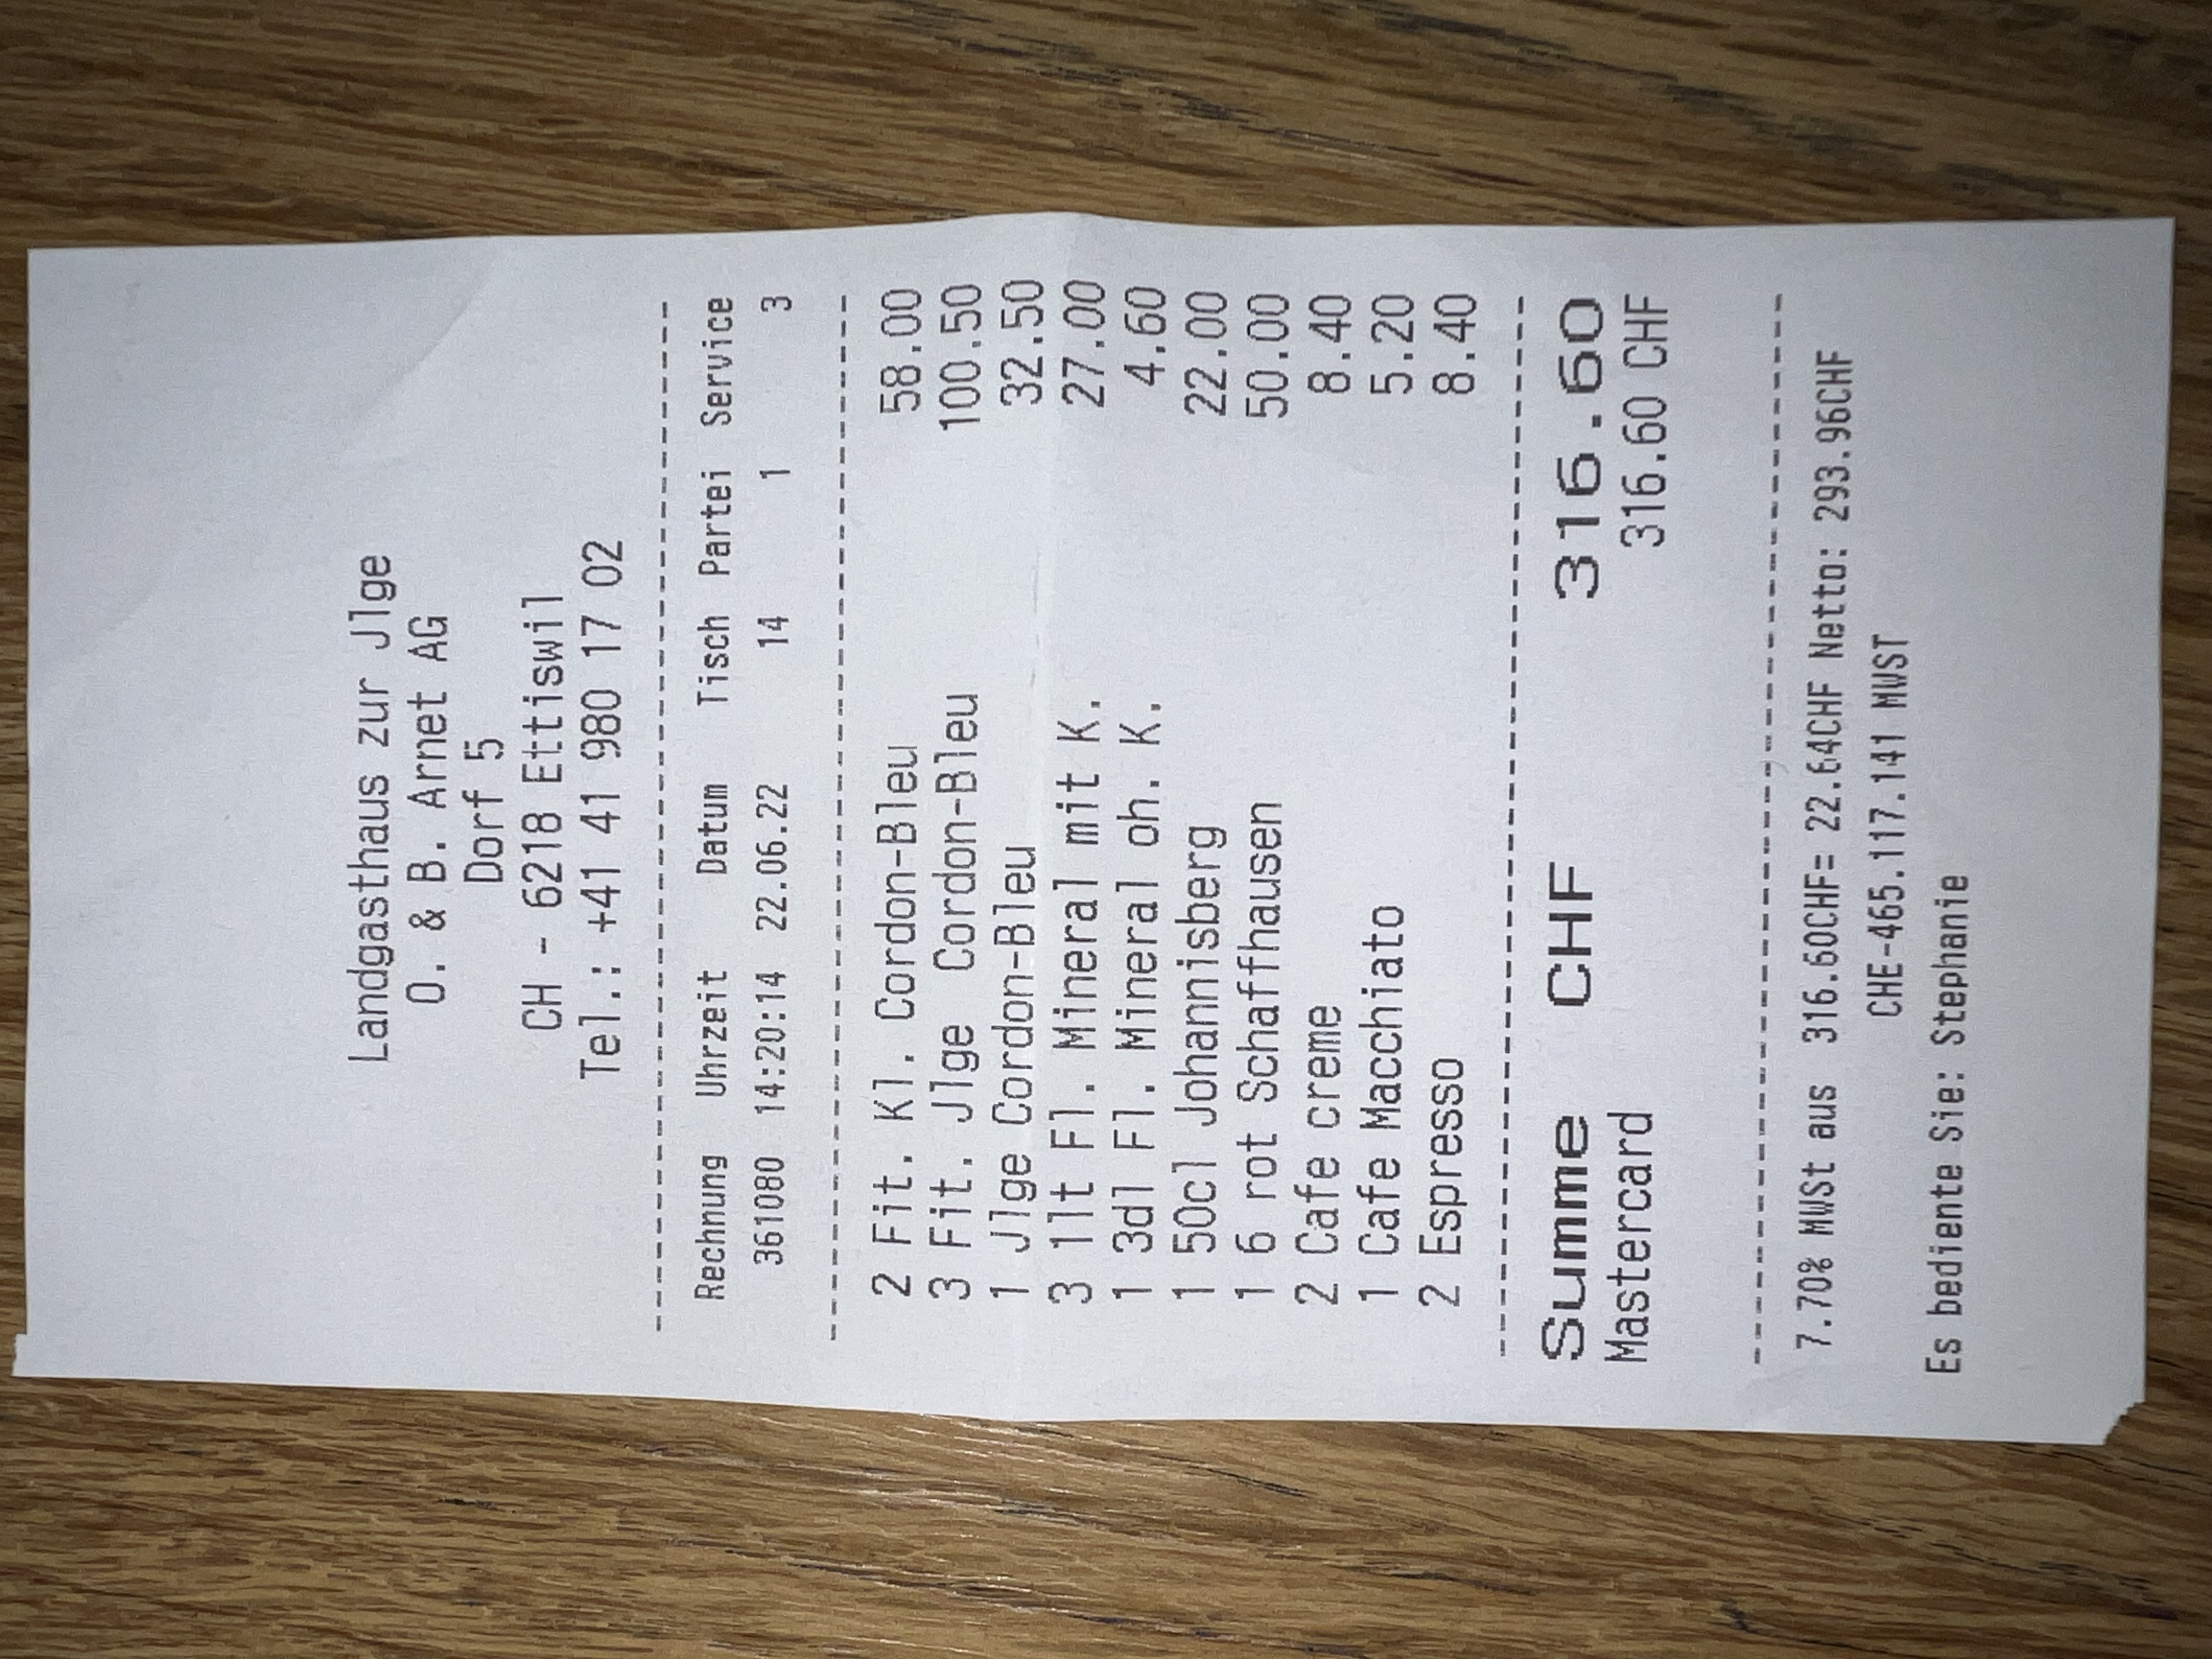 Landgasthaus zur Jlge
O. & B. Arnet AG
Dorf 5
CH - 6218 Ettiswil
Tel.: +41 41 980 17 02
Rechnung Uhrzeit Datum Tisch Partei Service
361080 14:20:14 22.06.22 14 1 3
2 Fit. Kl. Cordon-Bleu 58.00
3 Fit. Jlge Cordon-Bleu 100.50
1 Jlge Cordon-Bleu 32.50
3 1lt Fl. Mineral mit K. 27.00
1 3dl Fl. Mineral oh. K. 4.60
1 50cl Johannisberg 22.00
1 6 rot Schaffhausen 50.00
2 Cafe creme 8.40
1 Cafe Macchiato 5.20
2 Espresso 8.40
Summe CHF 316.60
Mastercard 316.60 CHF
7.70% MWSt aus 316.60CHF= 22.64CHF Netto: 293.96CHF
CHE-465.117.141 MWST
Es bediente Sie: Stephanie